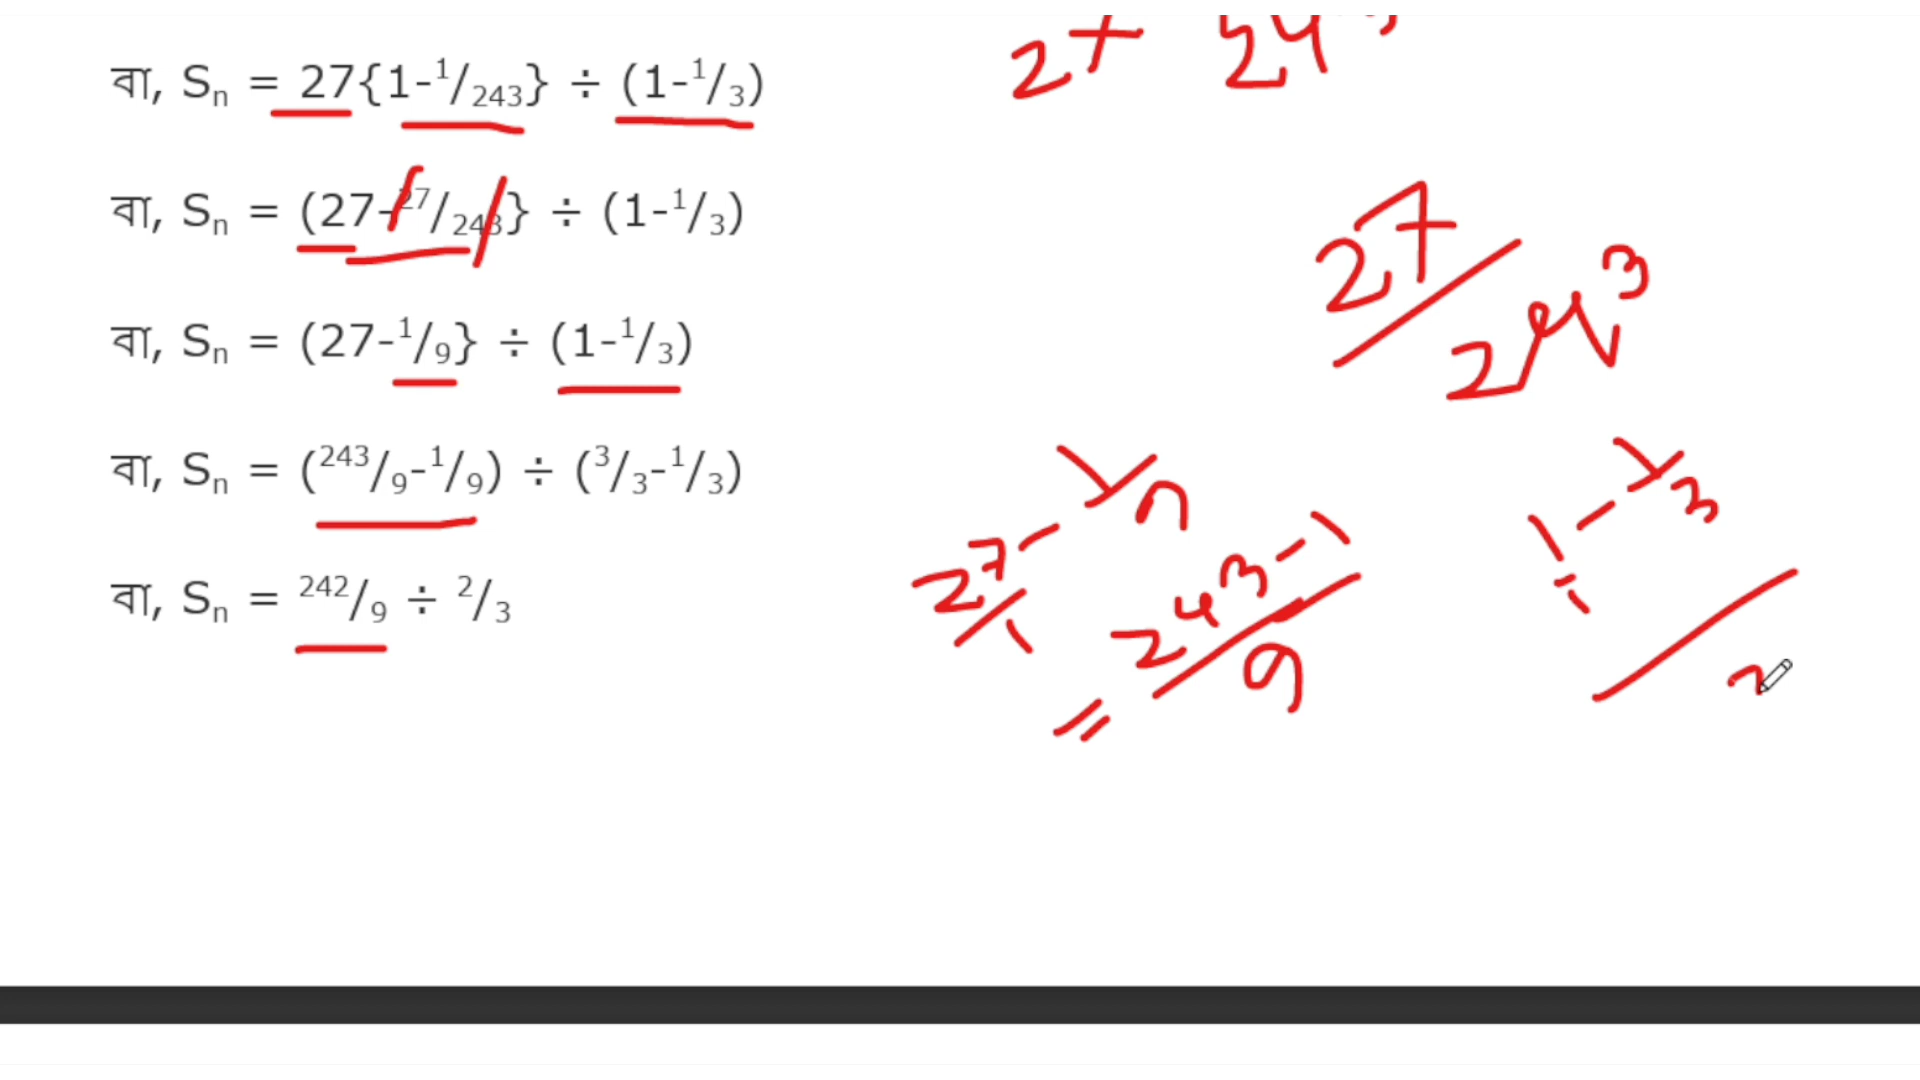 বা, Sₙ = 27{1-¹/₂₄₃} ÷ (1-¹/₃)
বা, Sₙ = (27-²⁷/₂₄₃} ÷ (1-¹/₃)
বা, Sₙ = (27-¹/₉} ÷ (1-¹/₃)
বা, Sₙ = (²⁴³/₉-¹/₉) ÷ (³/₃-¹/₃)
বা, Sₙ = ²⁴²/₉ ÷ ²/₃
27 243
27/243
27/1 - 1/9
= 243-1/9
1 - 1/3